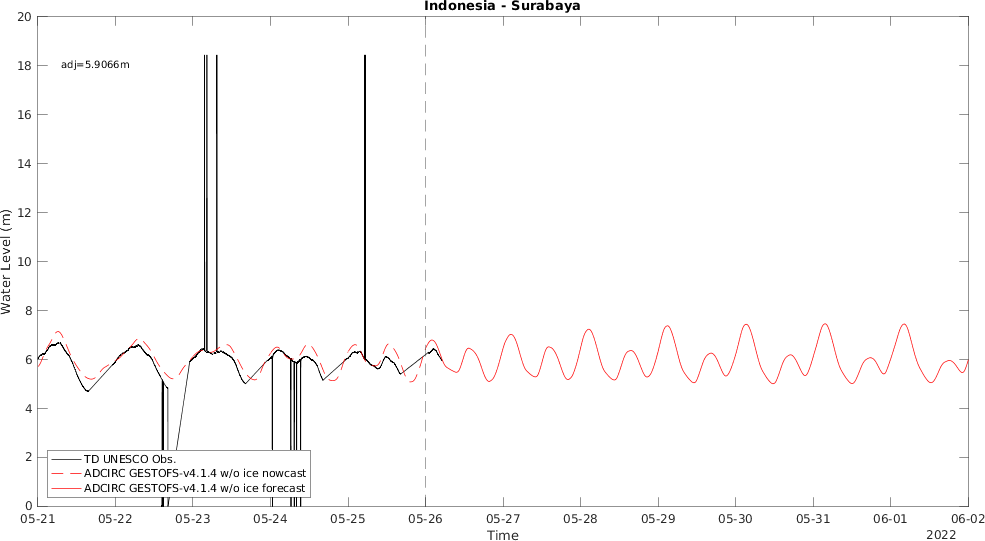 Indonesia - Surabaya
20
18
16
14
12
10
8
6
4
2
0
Water Level (m)
adj=5.9066m
TD UNESCO Obs.
ADCIRC GESTOFS-v4.1.4 w/o ice nowcast
ADCIRC GESTOFS-v4.1.4 w/o ice forecast
05-21 05-22 05-23 05-24 05-25 05-26 05-27 05-28 05-29 05-30 05-31 06-01 06-02
Time
2022